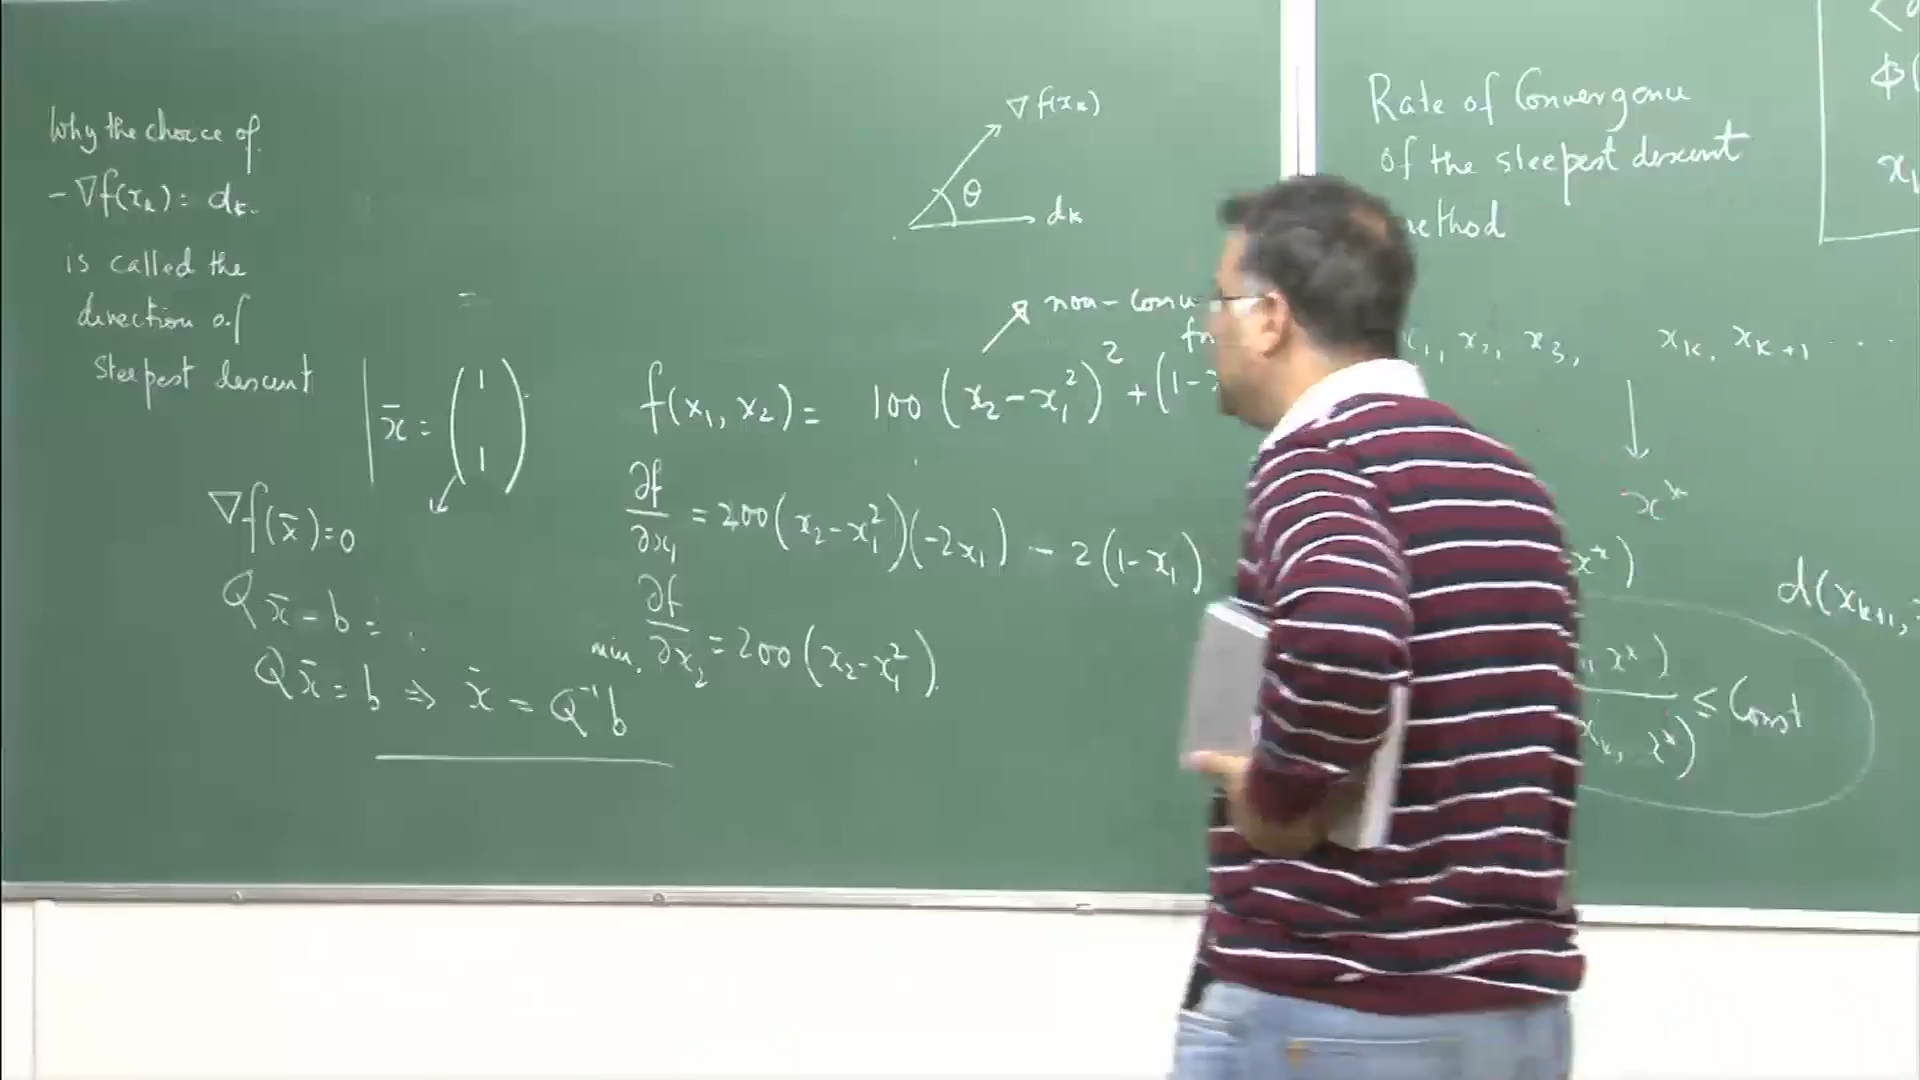 Why the choice of
-∇f(x_k) = d_k.
is called the
direction of
steepest descent
x̄ = (1 1)
∇f(x̄)=0
Qx̄ - b =
Qx̄ = b ⇒ x̄ = Q⁻¹b
∇f(x_k)
θ
d_k
non-conv
fn
f(x₁, x₂) = 100 (x₂-x₁²)² + (1-
∂f/∂x₁ = 200(x₂-x₁²)(-2x₁) - 2(1-x₁)
min. ∂f/∂x₂ = 200(x₂-x₁²).
Rate of Convergence
of the steepest descent
method
x₁, x₂, x₃, x_k, x_{k+1} ...
x*
x*)
d(x_{k+1},
, x*)
x_k, x*) ≤ Const